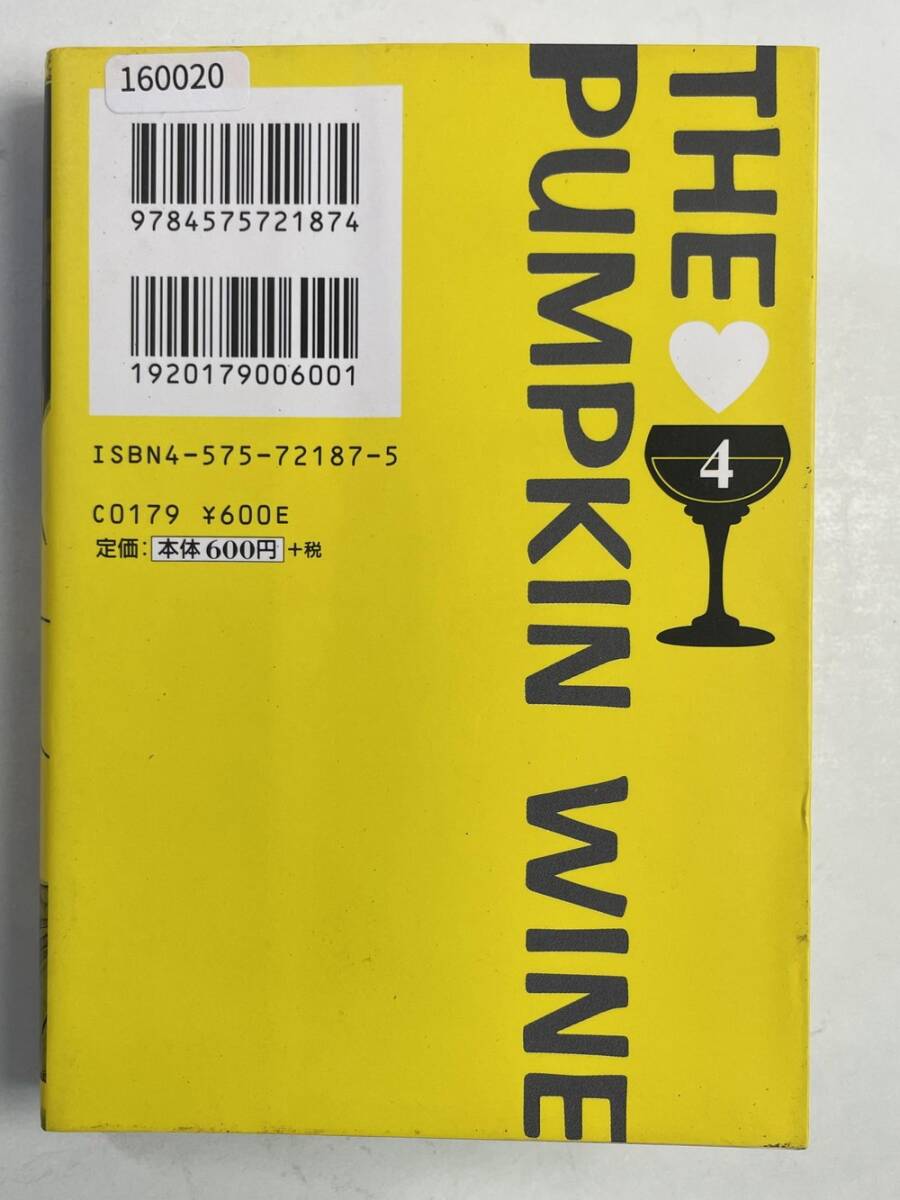 160020
9784575721874
1920179006001
ISBN4-575-72187-5
C0179 ¥600E
定価: 本体600円 +税
THE
PUMPKIN WINE
4